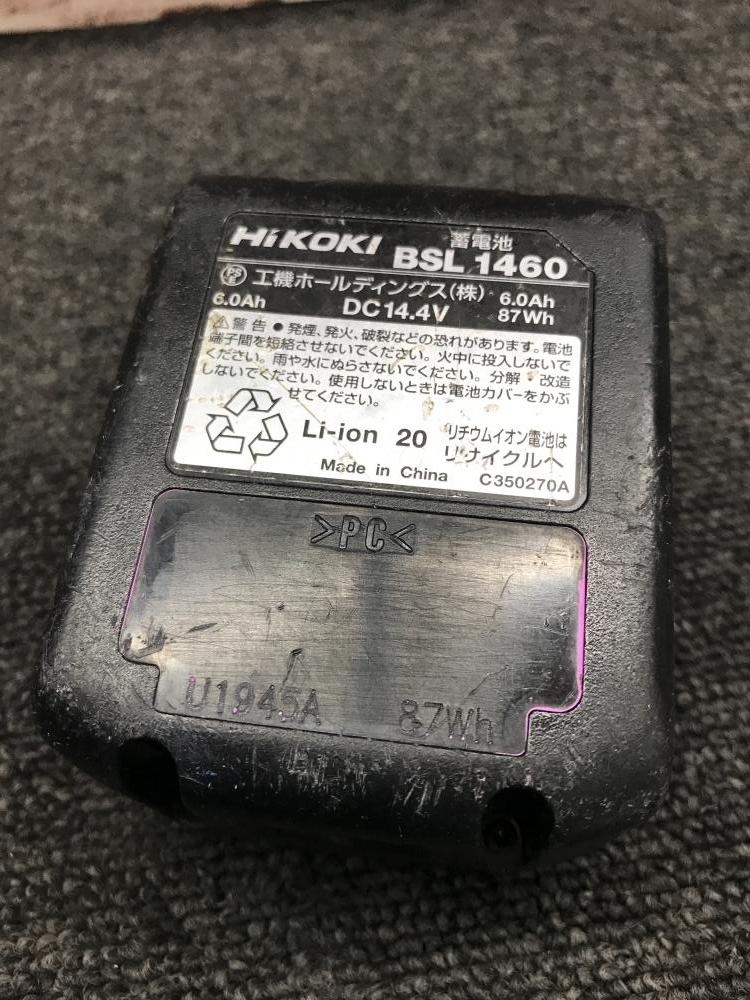 HiKOKI 蓄電池
BSL 1460
PSE 工機ホールディングス(株) 6.0Ah
6.0Ah DC14.4V 87Wh
⚠警告 ●発煙、発火、破裂などの恐れがあります。電池
端子間を短絡させないでください。火中に投入しないで
ください。雨や水にぬらさないでください。分解・改造
しないでください。使用しないときは電池カバーをかぶ
せてください。
Li-ion 20 リチウムイオン電池は
リサイクルへ
Made in China C350270A
>PC<
U1945A 87Wh